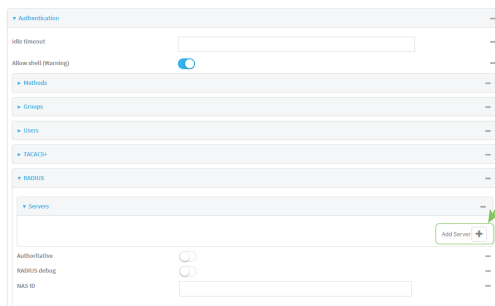 Authentication
Idle timeout
Allow shell (Warning)
Methods
Groups
Users
TACACS+
RADIUS
Servers
Add Server
Authoritative
RADIUS debug
NAS ID